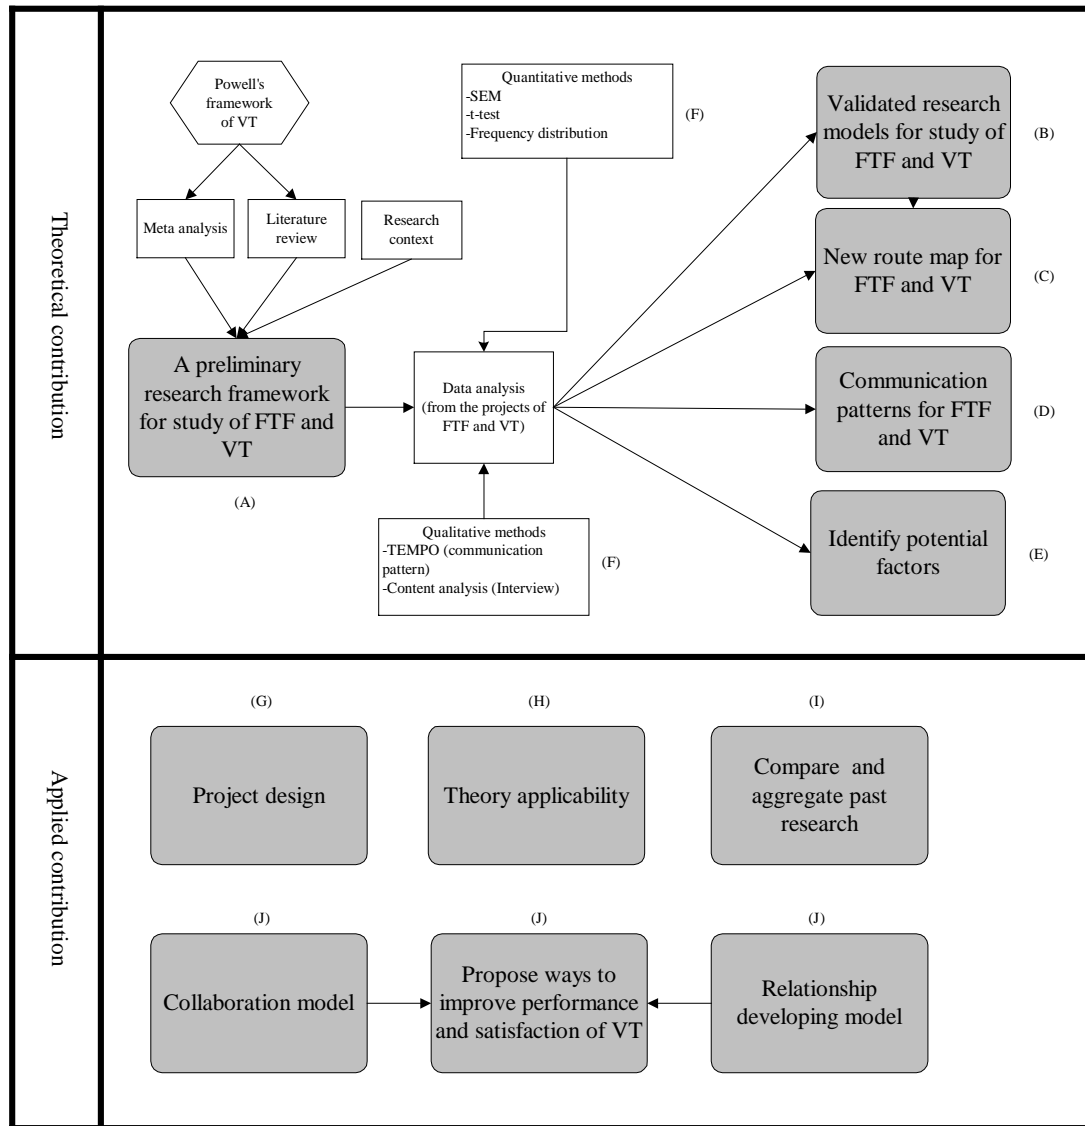 Theoretical contribution
Powell's
framework
of VT
Meta analysis
Literature
review
Research
context
A preliminary
research framework
for study of FTF and
VT
(A)
Quantitative methods
-SEM
-t-test
-Frequency distribution
(F)
Data analysis
(from the projects of
FTF and VT)
Qualitative methods
-TEMPO (communication
pattern)
-Content analysis (Interview)
(F)
Validated research
models for study of
FTF and VT
(B)
New route map for
FTF and VT
(C)
Communication
patterns for FTF
and VT
(D)
Identify potential
factors
(E)
Applied contribution
(G)
Project design
(H)
Theory applicability
(I)
Compare and
aggregate past
research
(J)
Collaboration model
(J)
Propose ways to
improve performance
and satisfaction of VT
(J)
Relationship
developing model